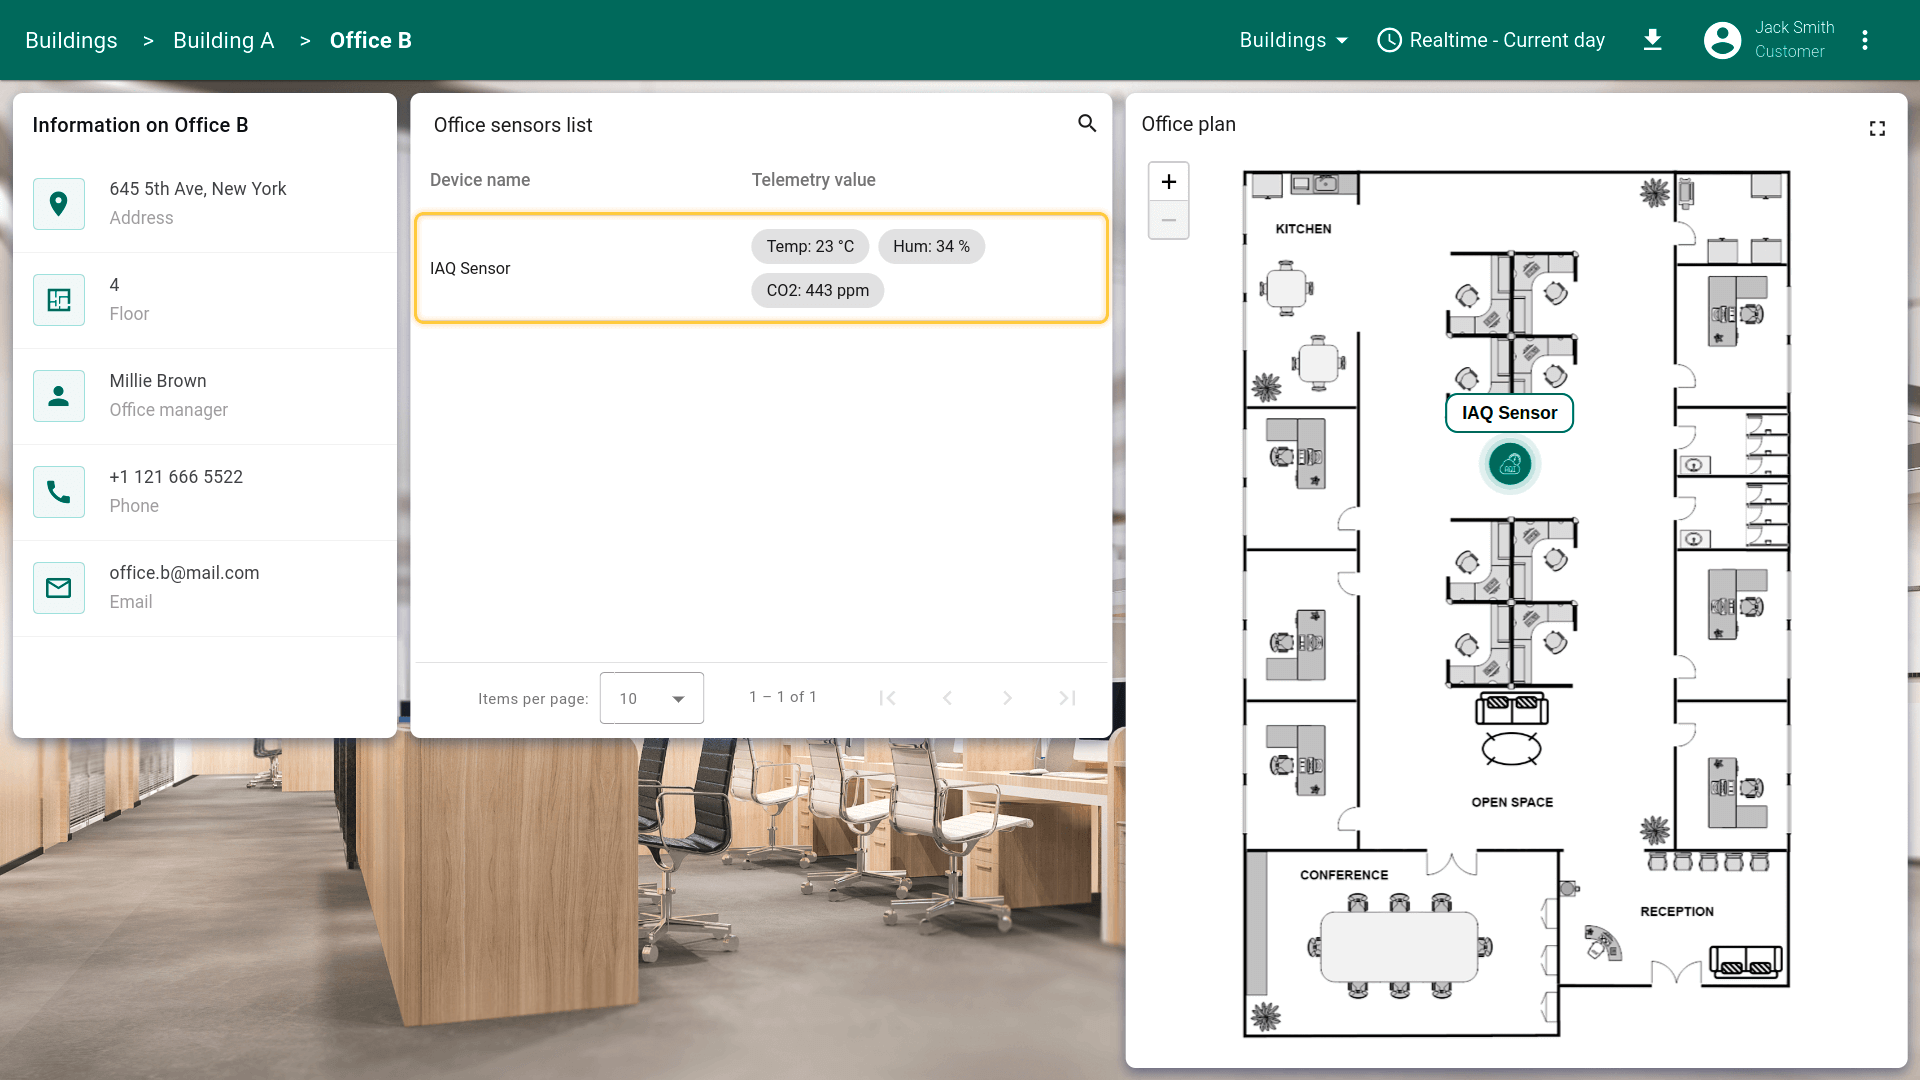 Buildings > Building A > Office B
Buildings
Realtime - Current day
Jack Smith
Customer
Information on Office B
645 5th Ave, New York
Address
4
Floor
Millie Brown
Office manager
+1 121 666 5522
Phone
office.b@mail.com
Email
Office sensors list
Device name Telemetry value
IAQ Sensor
Temp: 23 °C Hum: 34 %
CO2: 443 ppm
Items per page: 10 1 – 1 of 1
Office plan
+
−
KITCHEN
IAQ Sensor
AQI
OPEN SPACE
CONFERENCE
RECEPTION